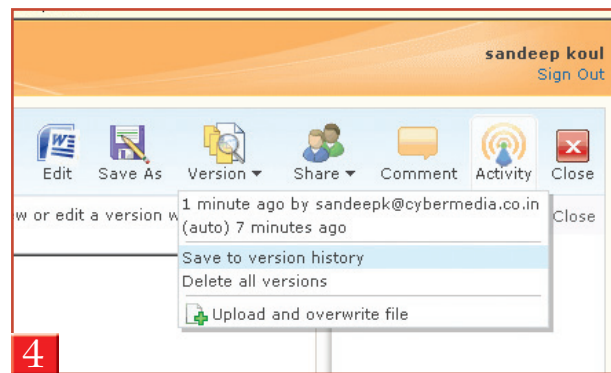 sandeep koul
Sign Out
Edit Save As Version Share Comment Activity Close
w or edit a version w
Close
1 minute ago by sandeepk@cybermedia.co.in
(auto) 7 minutes ago
Save to version history
Delete all versions
Upload and overwrite file
4